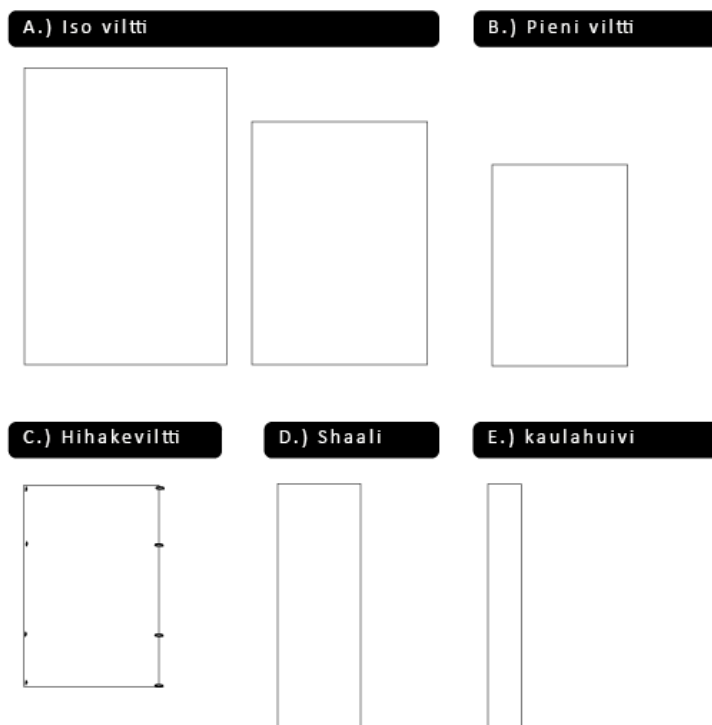 A.) Iso viltti
B.) Pieni viltti
C.) Hihakeviltti
D.) Shaali
E.) kaulahuivi